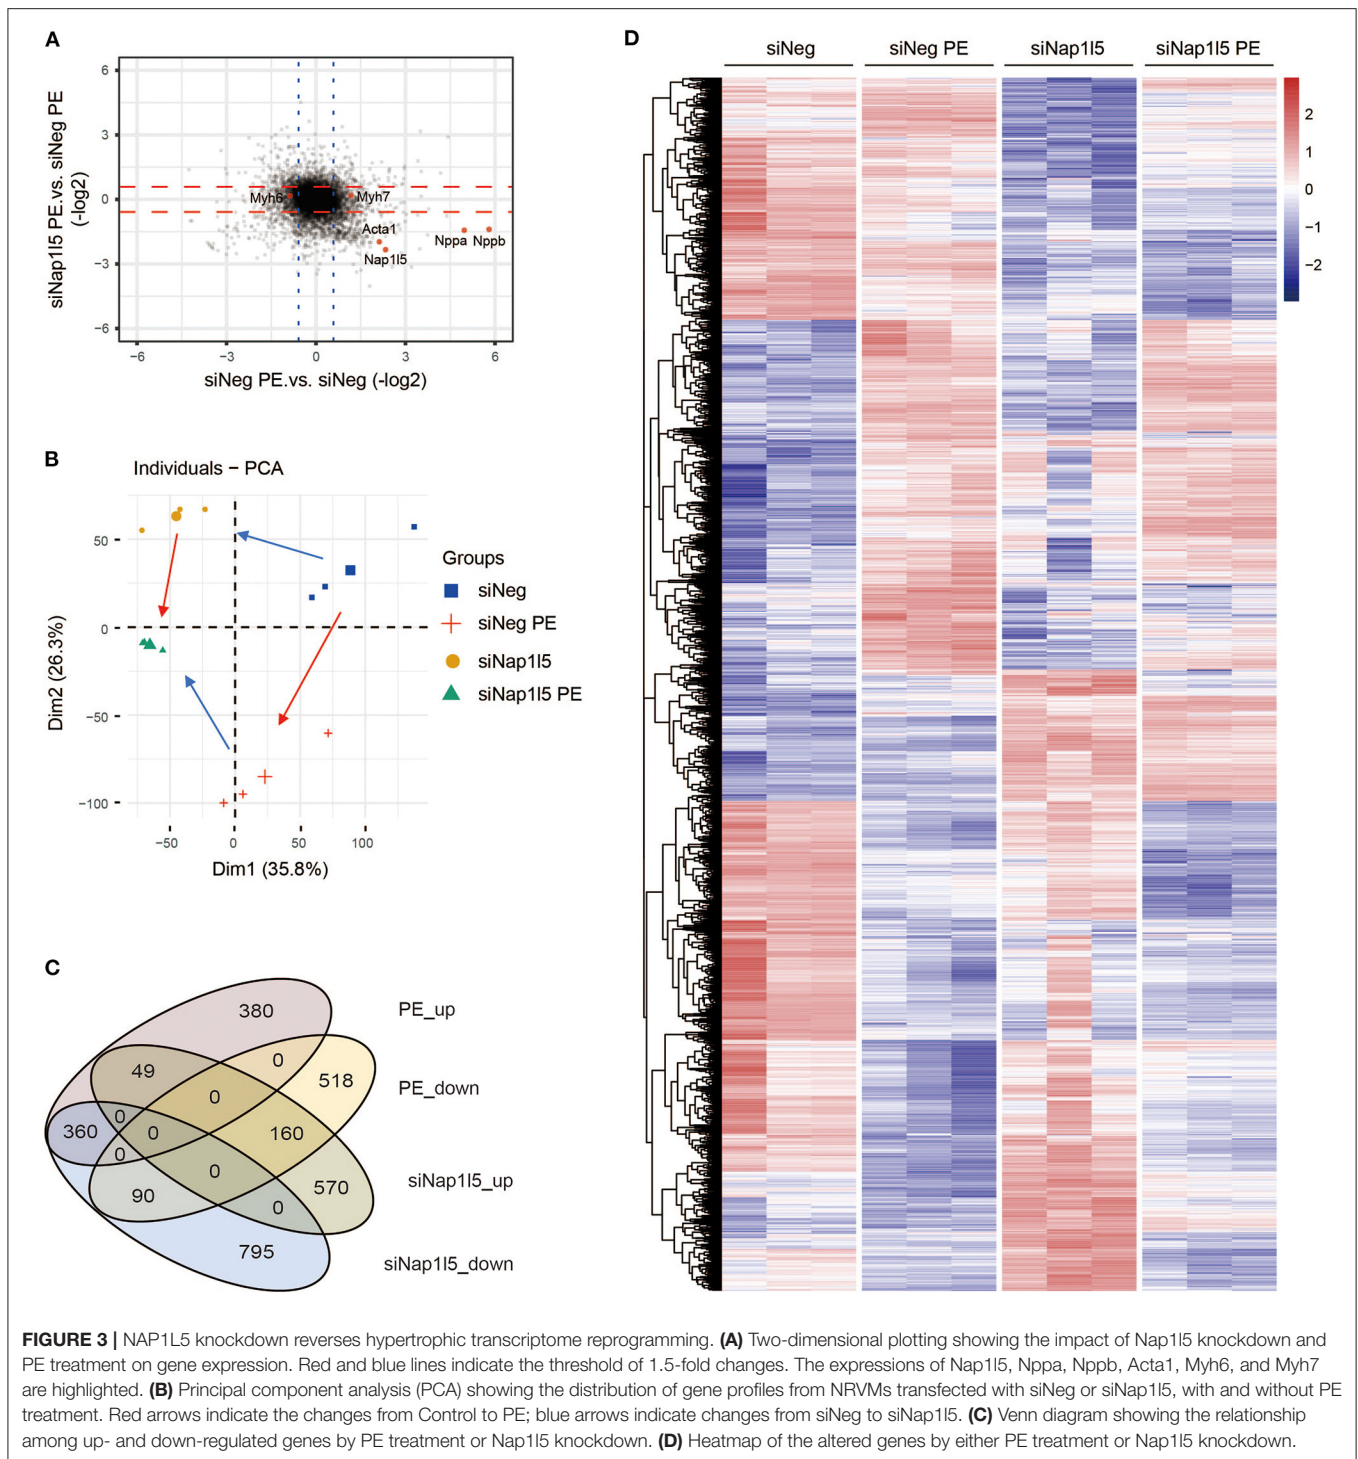 A
siNap1l5 PE.vs. siNeg PE
(-log2)
6
3
0
−3
−6
Myh6
Myh7
Acta1
Nap1l5
Nppa
Nppb
−6
−3
0
3
6
siNeg PE.vs. siNeg (-log2)
B
Individuals − PCA
Dim2 (26.3%)
50
0
−50
−100
−50
0
50
100
Dim1 (35.8%)
Groups
siNeg
siNeg PE
siNap1l5
siNap1l5 PE
C
380
PE_up
0
49
518
PE_down
0
0
360
0
160
0
0
siNap1l5_up
570
90
0
795
siNap1l5_down
D
siNeg
siNeg PE
siNap1l5
siNap1l5 PE
2
1
0
−1
−2
FIGURE 3 | NAP1L5 knockdown reverses hypertrophic transcriptome reprogramming. (A) Two-dimensional plotting showing the impact of Nap1l5 knockdown and
PE treatment on gene expression. Red and blue lines indicate the threshold of 1.5-fold changes. The expressions of Nap1l5, Nppa, Nppb, Acta1, Myh6, and Myh7
are highlighted. (B) Principal component analysis (PCA) showing the distribution of gene profiles from NRVMs transfected with siNeg or siNap1l5, with and without PE
treatment. Red arrows indicate the changes from Control to PE; blue arrows indicate changes from siNeg to siNap1l5. (C) Venn diagram showing the relationship
among up- and down-regulated genes by PE treatment or Nap1l5 knockdown. (D) Heatmap of the altered genes by either PE treatment or Nap1l5 knockdown.